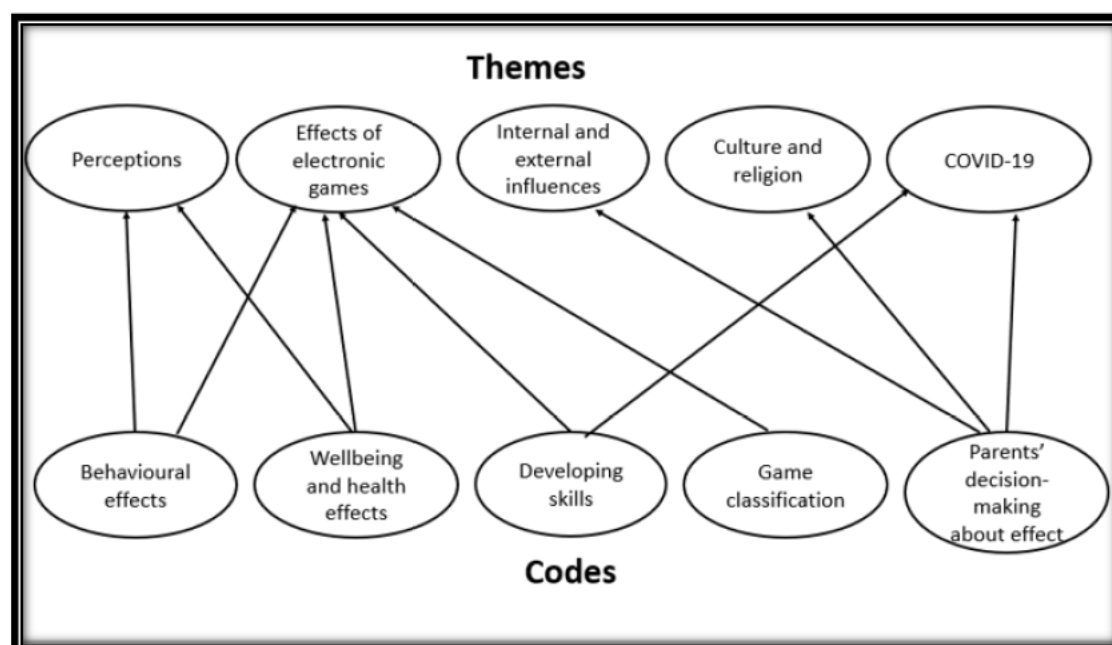 Themes
Perceptions
Effects of
electronic
games
Internal and
external
influences
Culture and
religion
COVID-19
Behavioural
effects
Wellbeing
and health
effects
Developing
skills
Game
classification
Parents'
decision-
making
about effect
Codes